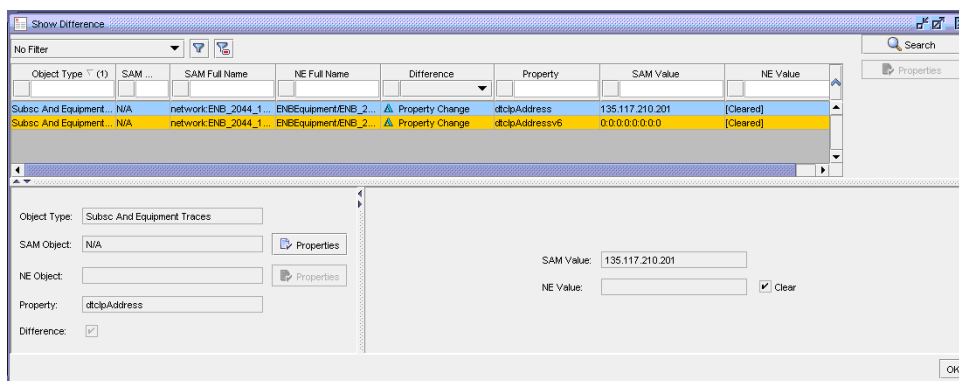 Show Difference
No Filter
Search
Properties
Object Type (1) SAM ... SAM Full Name NE Full Name Difference Property SAM Value NE Value
Subsc And Equipment... N/A network:ENB_2044_1... ENBEquipment/ENB_2... Property Change dtcIpAddress 135.117.210.201 [Cleared]
Subsc And Equipment... N/A network:ENB_2044_1... ENBEquipment/ENB_2... Property Change dtcIpAddressv6 0:0:0:0:0:0:0:0 [Cleared]
Object Type: Subsc And Equipment Traces
SAM Object: N/A Properties
NE Object: Properties
Property: dtcIpAddress
Difference:
SAM Value: 135.117.210.201
NE Value: Clear
OK